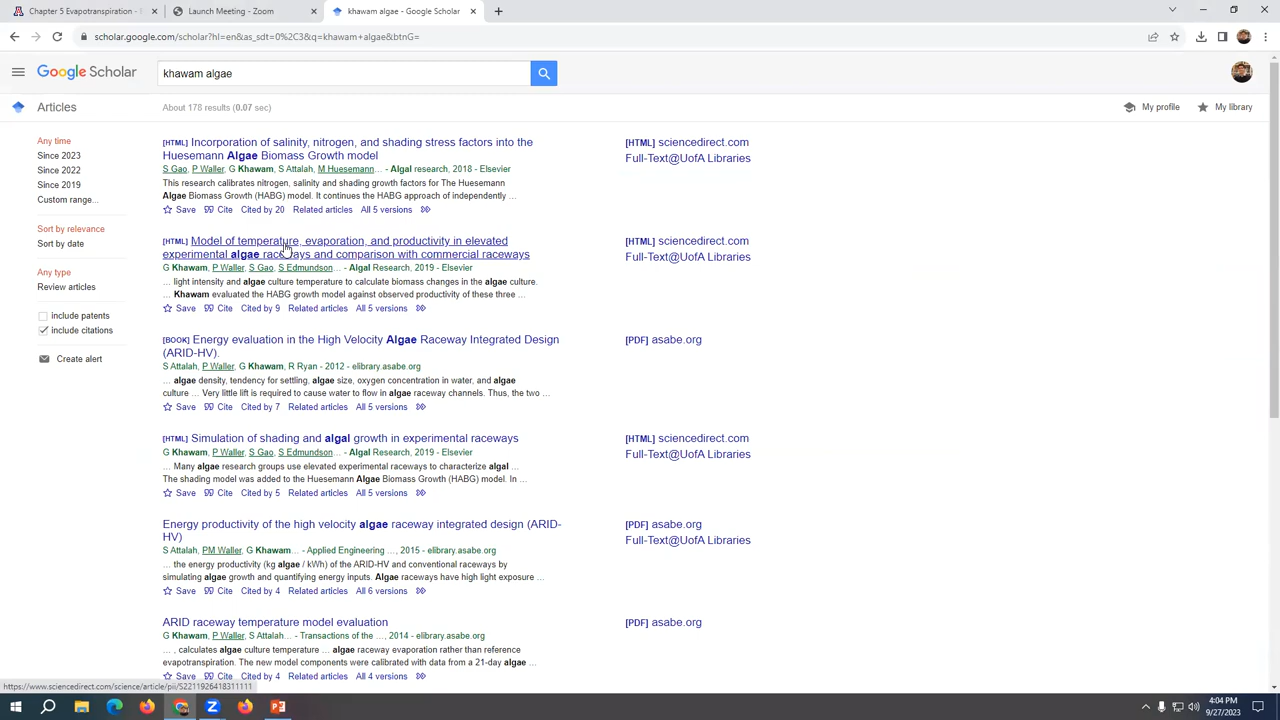 Chapter 5 Evapotranspiration -
Launch Meeting - Zoom
khawam algae - Google Scholar
scholar.google.com/scholar?hl=en&as_sdt=0%2C3&q=khawam+algae&btnG=
Google Scholar
khawam algae
Articles
About 178 results (0.07 sec)
My profile
My library
Any time
Since 2023
Since 2022
Since 2019
Custom range...
Sort by relevance
Sort by date
Any type
Review articles
include patents
include citations
Create alert
[HTML] Incorporation of salinity, nitrogen, and shading stress factors into the
Huesemann Algae Biomass Growth model
S Gao, P Waller, G Khawam, S Attalah, M Huesemann… - Algal research, 2018 - Elsevier
This research calibrates nitrogen, salinity and shading growth factors for The Huesemann
Algae Biomass Growth (HABG) model. It continues the HABG approach of independently …
Save Cite Cited by 20 Related articles All 5 versions
[HTML] sciencedirect.com
Full-Text@UofA Libraries
[HTML] Model of temperature, evaporation, and productivity in elevated
experimental algae raceways and comparison with commercial raceways
G Khawam, P Waller, S Gao, S Edmundson… - Algal Research, 2019 - Elsevier
… light intensity and algae culture temperature to calculate biomass changes in the algae culture.
… Khawam evaluated the HABG growth model against observed productivity of these three …
Save Cite Cited by 9 Related articles All 5 versions
[HTML] sciencedirect.com
Full-Text@UofA Libraries
[BOOK] Energy evaluation in the High Velocity Algae Raceway Integrated Design
(ARID-HV).
S Attalah, P Waller, G Khawam, R Ryan - 2012 - elibrary.asabe.org
… algae density, tendency for settling, algae size, oxygen concentration in water, and algae
culture … Very little lift is required to cause water to flow in algae raceway channels. Thus, the two …
Save Cite Cited by 7 Related articles All 5 versions
[PDF] asabe.org
[HTML] Simulation of shading and algal growth in experimental raceways
G Khawam, P Waller, S Gao, S Edmundson… - Algal Research, 2019 - Elsevier
… Many algae research groups use elevated experimental raceways to characterize algal …
The shading model was added to the Huesemann Algae Biomass Growth (HABG) model. In …
Save Cite Cited by 5 Related articles All 5 versions
[HTML] sciencedirect.com
Full-Text@UofA Libraries
Energy productivity of the high velocity algae raceway integrated design (ARID-
HV)
S Attalah, PM Waller, G Khawam… - Applied Engineering …, 2015 - elibrary.asabe.org
… the energy productivity (kg algae / kWh) of the ARID-HV and conventional raceways by
simulating algae growth and quantifying energy inputs. Algae raceways have high light exposure …
Save Cite Cited by 4 Related articles All 6 versions
[PDF] asabe.org
Full-Text@UofA Libraries
ARID raceway temperature model evaluation
G Khawam, P Waller, S Attalah… - Transactions of the …, 2014 - elibrary.asabe.org
… , calculates algae culture temperature … algae raceway evaporation rather than reference
evapotranspiration. The new model components were calibrated with data from a 21-day algae …
Save Cite Cited by 4 Related articles All 4 versions
[PDF] asabe.org
https://www.sciencedirect.com/science/article/pii/S2211926418311111
4:04 PM
9/27/2023